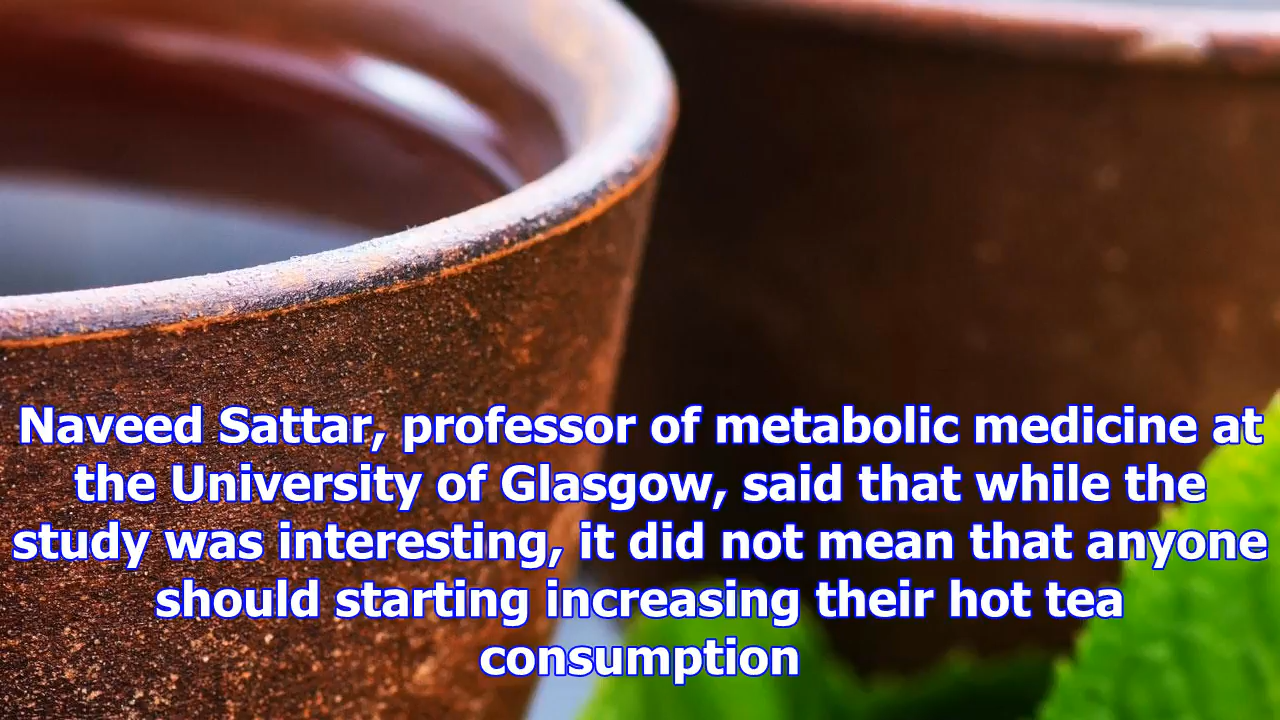 Naveed Sattar, professor of metabolic medicine at
the University of Glasgow, said that while the
study was interesting, it did not mean that anyone
should starting increasing their hot tea
consumption